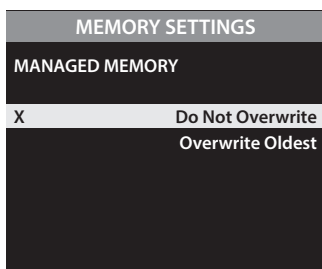 MEMORY SETTINGS
MANAGED MEMORY
X Do Not Overwrite
Overwrite Oldest